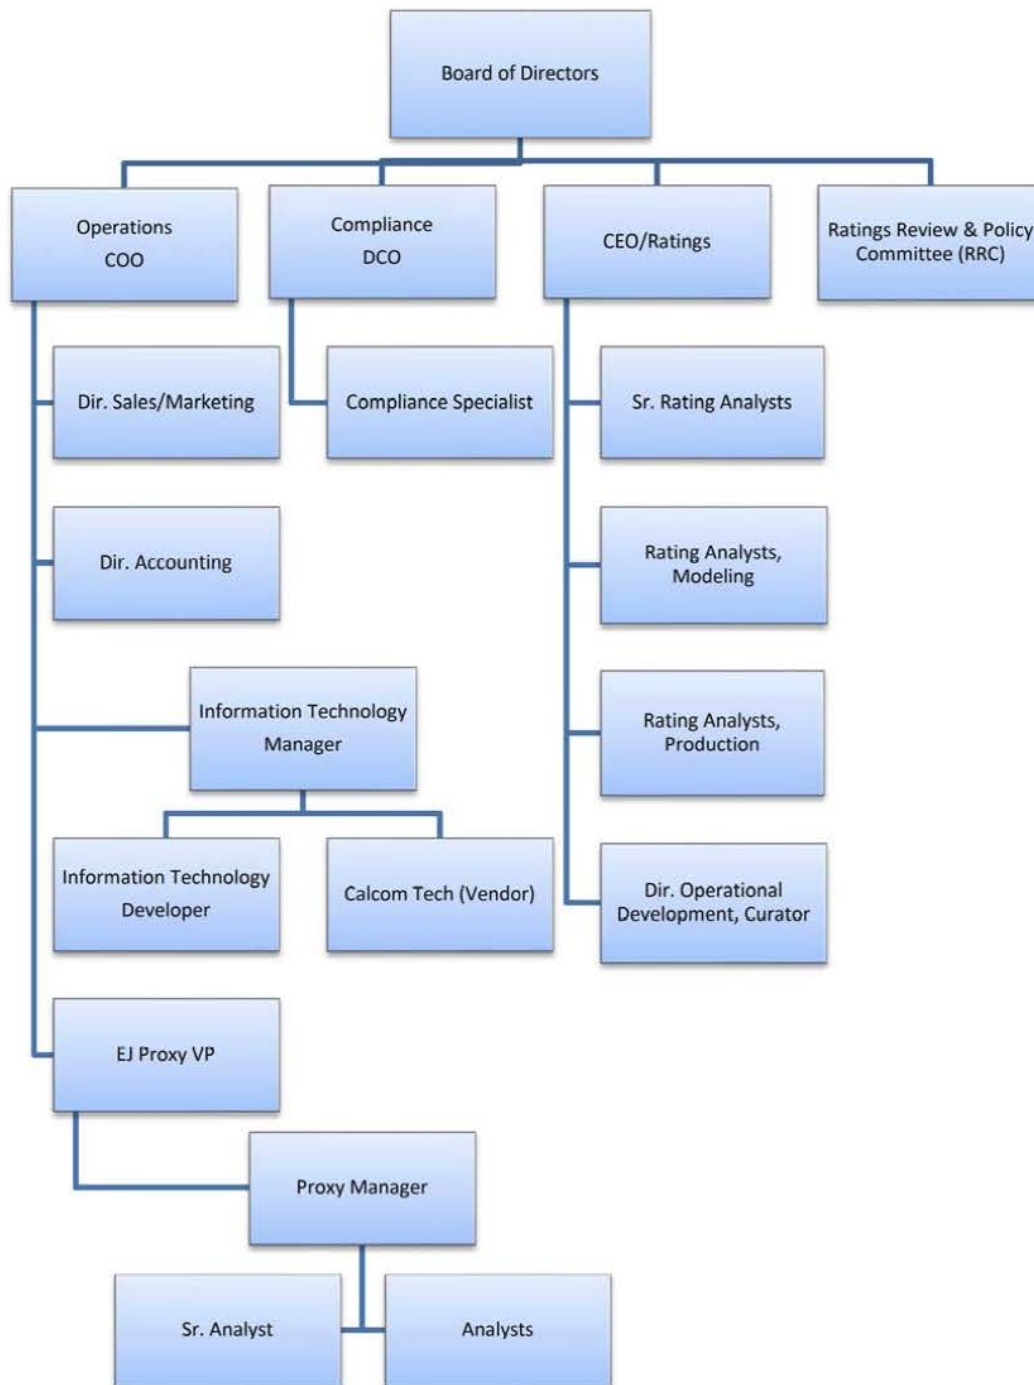 Board of Directors
Operations
COO
Compliance
DCO
CEO/Ratings
Ratings Review & Policy
Committee (RRC)
Dir. Sales/Marketing
Compliance Specialist
Sr. Rating Analysts
Dir. Accounting
Rating Analysts,
Modeling
Information Technology
Manager
Rating Analysts,
Production
Information Technology
Developer
Calcom Tech (Vendor)
Dir. Operational
Development, Curator
EJ Proxy VP
Proxy Manager
Sr. Analyst
Analysts